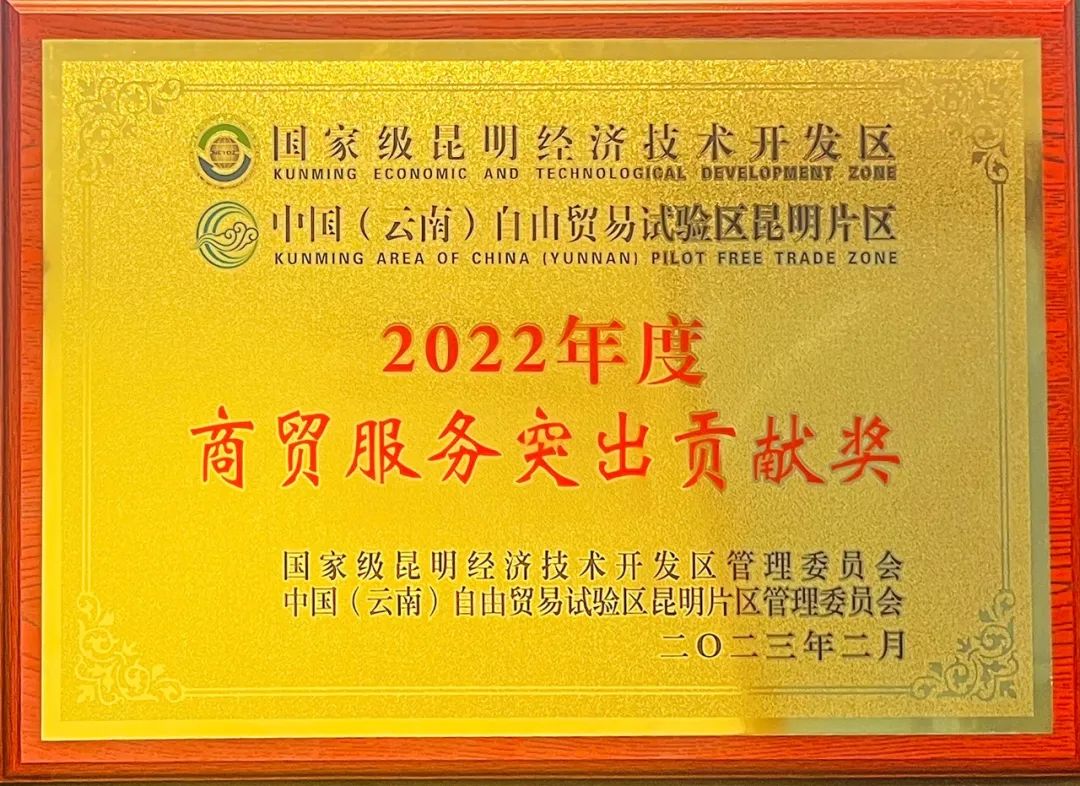 国家级昆明经济技术开发区
KUNMING ECONOMIC AND TECHNOLOGICAL DEVELOPMENT ZONE
中国（云南）自由贸易试验区昆明片区
KUNMING AREA OF CHINA (YUNNAN) PILOT FREE TRADE ZONE
2022年度
商贸服务突出贡献奖
国家级昆明经济技术开发区管理委员会
中国（云南）自由贸易试验区昆明片区管理委员会
二〇二三年二月